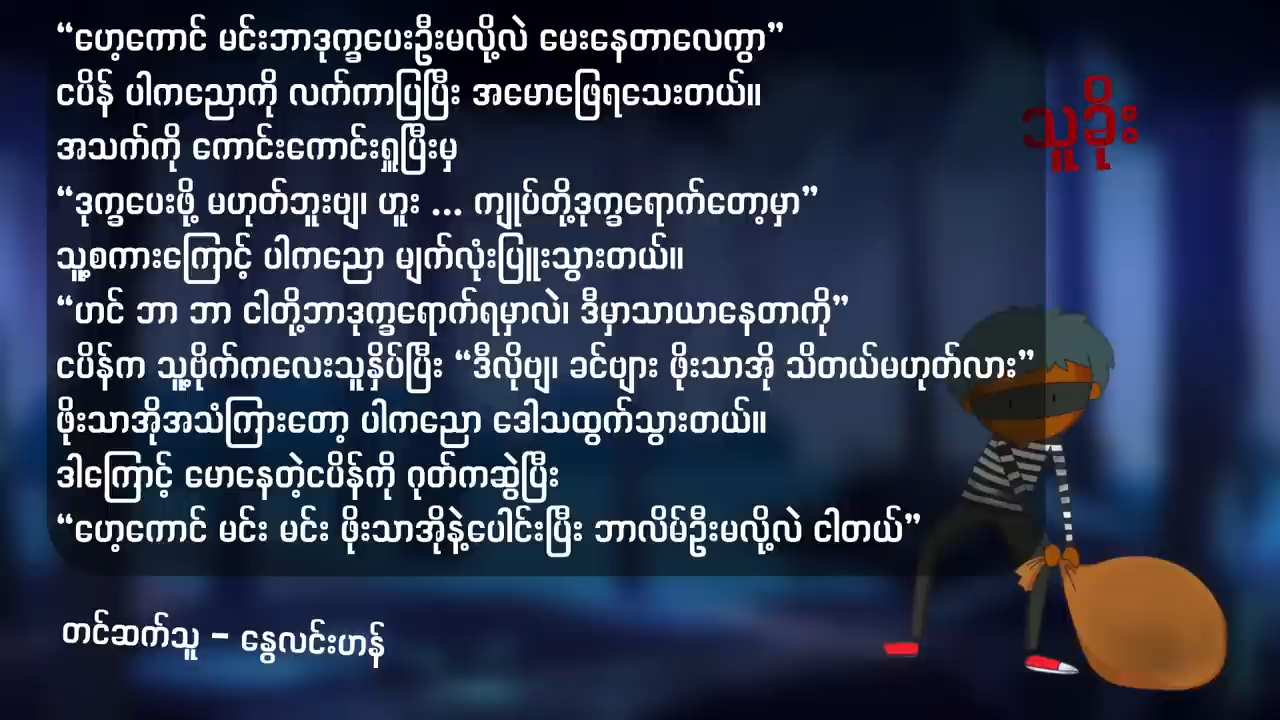 “ဟေ့ကောင် မင်းဘာဒုက္ခပေးဦးမလို့လဲ မေးနေတာလေကွာ”
ငပိန် ပါကညောကို လက်ကာပြပြီး အမောဖြေရသေးတယ်။
အသက်ကို ကောင်းကောင်းရှူပြီးမှ
“ဒုက္ခပေးဖို့ မဟုတ်ဘူးဗျ၊ ဟူး ... ကျုပ်တို့ဒုက္ခရောက်တော့မှာ”
သူ့စကားကြောင့် ပါကညော မျက်လုံးပြူးသွားတယ်။
“ဟင် ဘာ ဘာ ငါတို့ဘာဒုက္ခရောက်ရမှာလဲ၊ ဒီမှာသာယာနေတာကို”
ငပိန်က သူ့ဗိုက်ကလေးသူနှိပ်ပြီး “ဒီလိုဗျ၊ ခင်ဗျား ဖိုးသာအို သိတယ်မဟုတ်လား”
ဖိုးသာအိုအသံကြားတော့ ပါကညော ဒေါသထွက်သွားတယ်။
ဒါကြောင့် မောနေတဲ့ငပိန်ကို ဂုတ်ကဆွဲပြီး
“ဟေ့ကောင် မင်း မင်း ဖိုးသာအိုနဲ့ပေါင်းပြီး ဘာလိမ်ဦးမလို့လဲ ငါတယ်”
သူခိုး
တင်ဆက်သူ - နွေလင်းဟန်